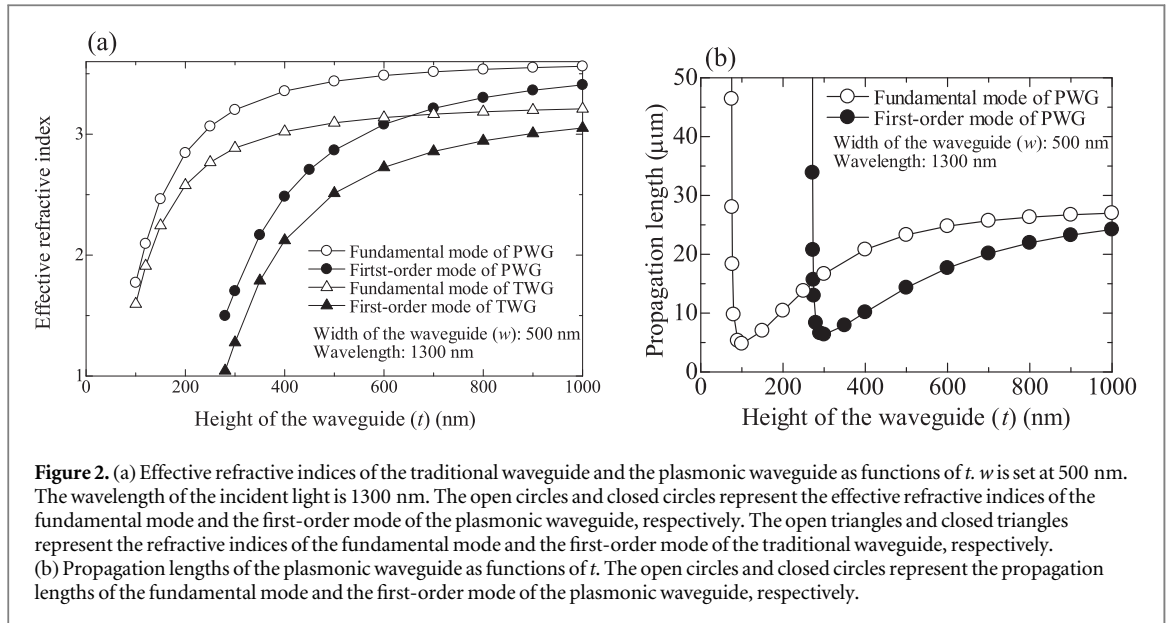 (a)
Effective refractive index
3
2
1
Fundamental mode of PWG
Firtst-order mode of PWG
Fundamental mode of TWG
First-order mode of TWG
Width of the waveguide (w): 500 nm
Wavelength: 1300 nm
0 200 400 600 800 1000
Height of the waveguide (t) (nm)
(b)
Propagation length (μm)
50
40
30
20
10
0
Fundamental mode of PWG
First-order mode of PWG
Width of the waveguide (w): 500 nm
Wavelength: 1300 nm
0 200 400 600 800 1000
Height of the waveguide (t) (nm)
Figure 2. (a) Effective refractive indices of the traditional waveguide and the plasmonic waveguide as functions of t. w is set at 500 nm.
The wavelength of the incident light is 1300 nm. The open circles and closed circles represent the effective refractive indices of the
fundamental mode and the first-order mode of the plasmonic waveguide, respectively. The open triangles and closed triangles
represent the refractive indices of the fundamental mode and the first-order mode of the traditional waveguide, respectively.
(b) Propagation lengths of the plasmonic waveguide as functions of t. The open circles and closed circles represent the propagation
lengths of the fundamental mode and the first-order mode of the plasmonic waveguide, respectively.